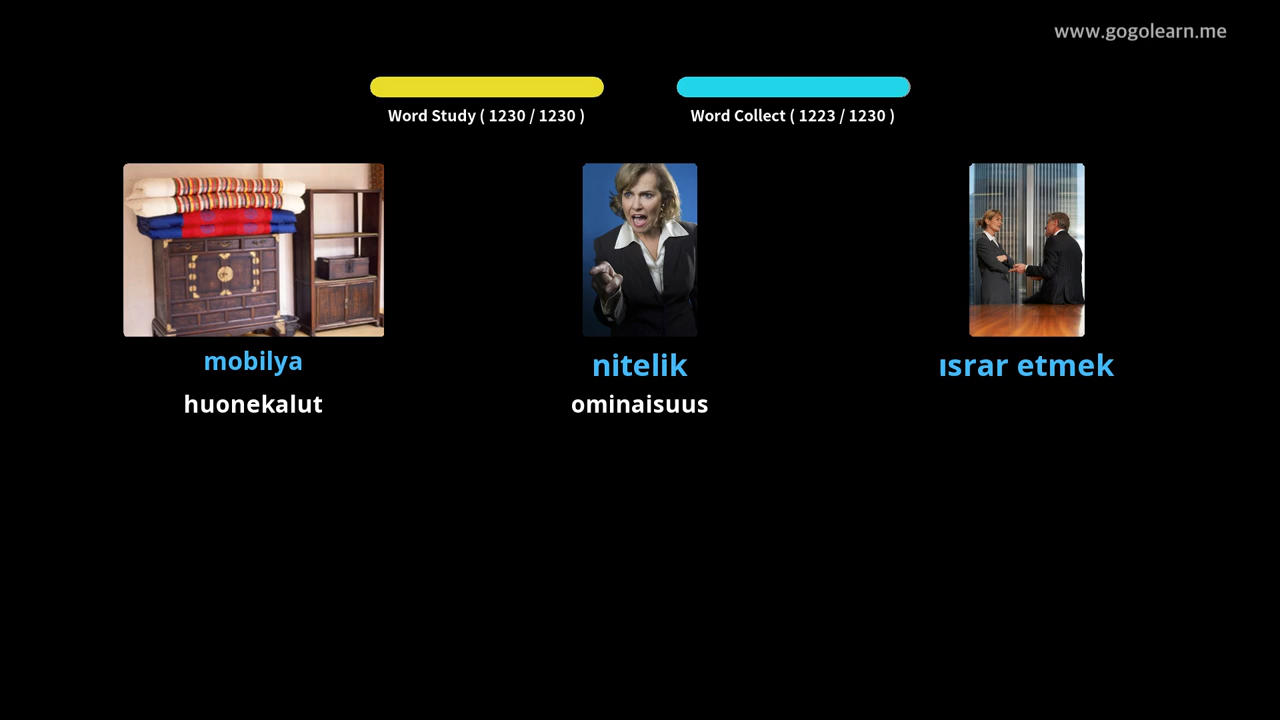 www.gogolearn.me
Word Study ( 1230 / 1230 )
Word Collect ( 1223 / 1230 )
mobilya
nitelik
ısrar etmek
huonekalut
ominaisuus